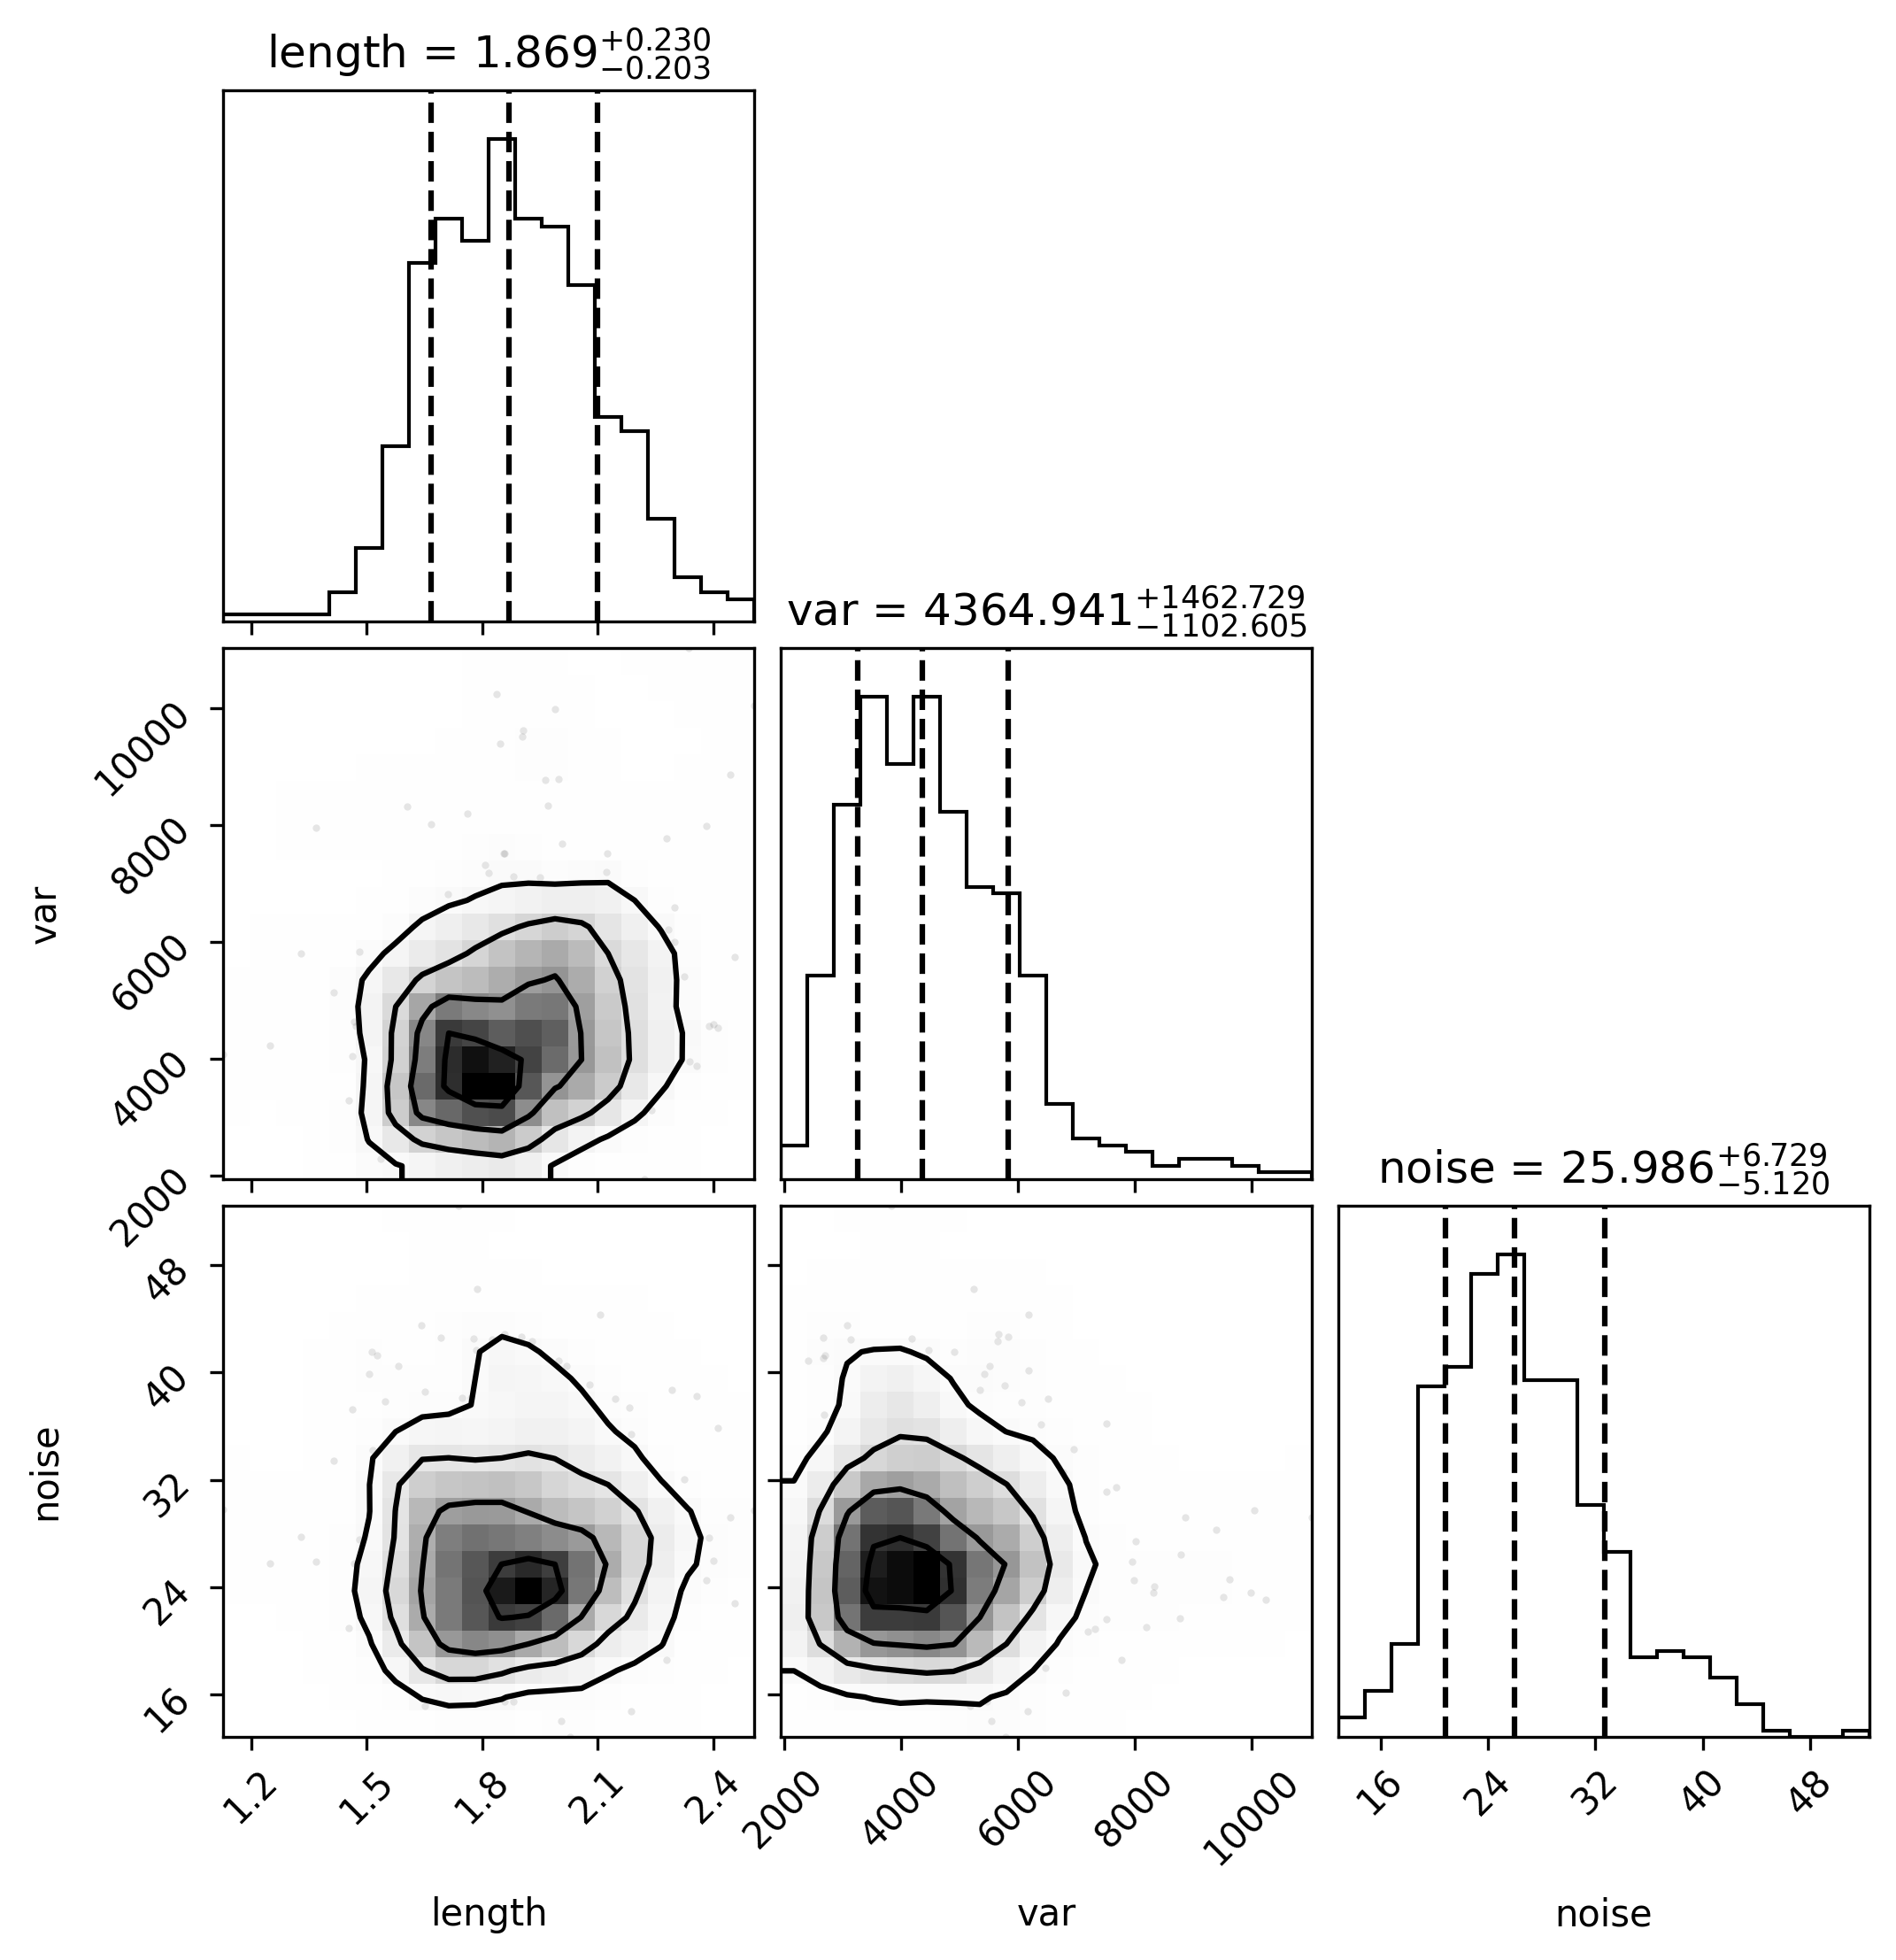 length = 1.869 +0.230 −0.203
var = 4364.941 +1462.729 −1102.605
10000
8000
6000
4000
2000
var
noise = 25.986 +6.729 −5.120
48
40
32
24
16
noise
1.2 1.5 1.8 2.1 2.4
2000 4000 6000 8000 10000
16 24 32 40 48
length var noise